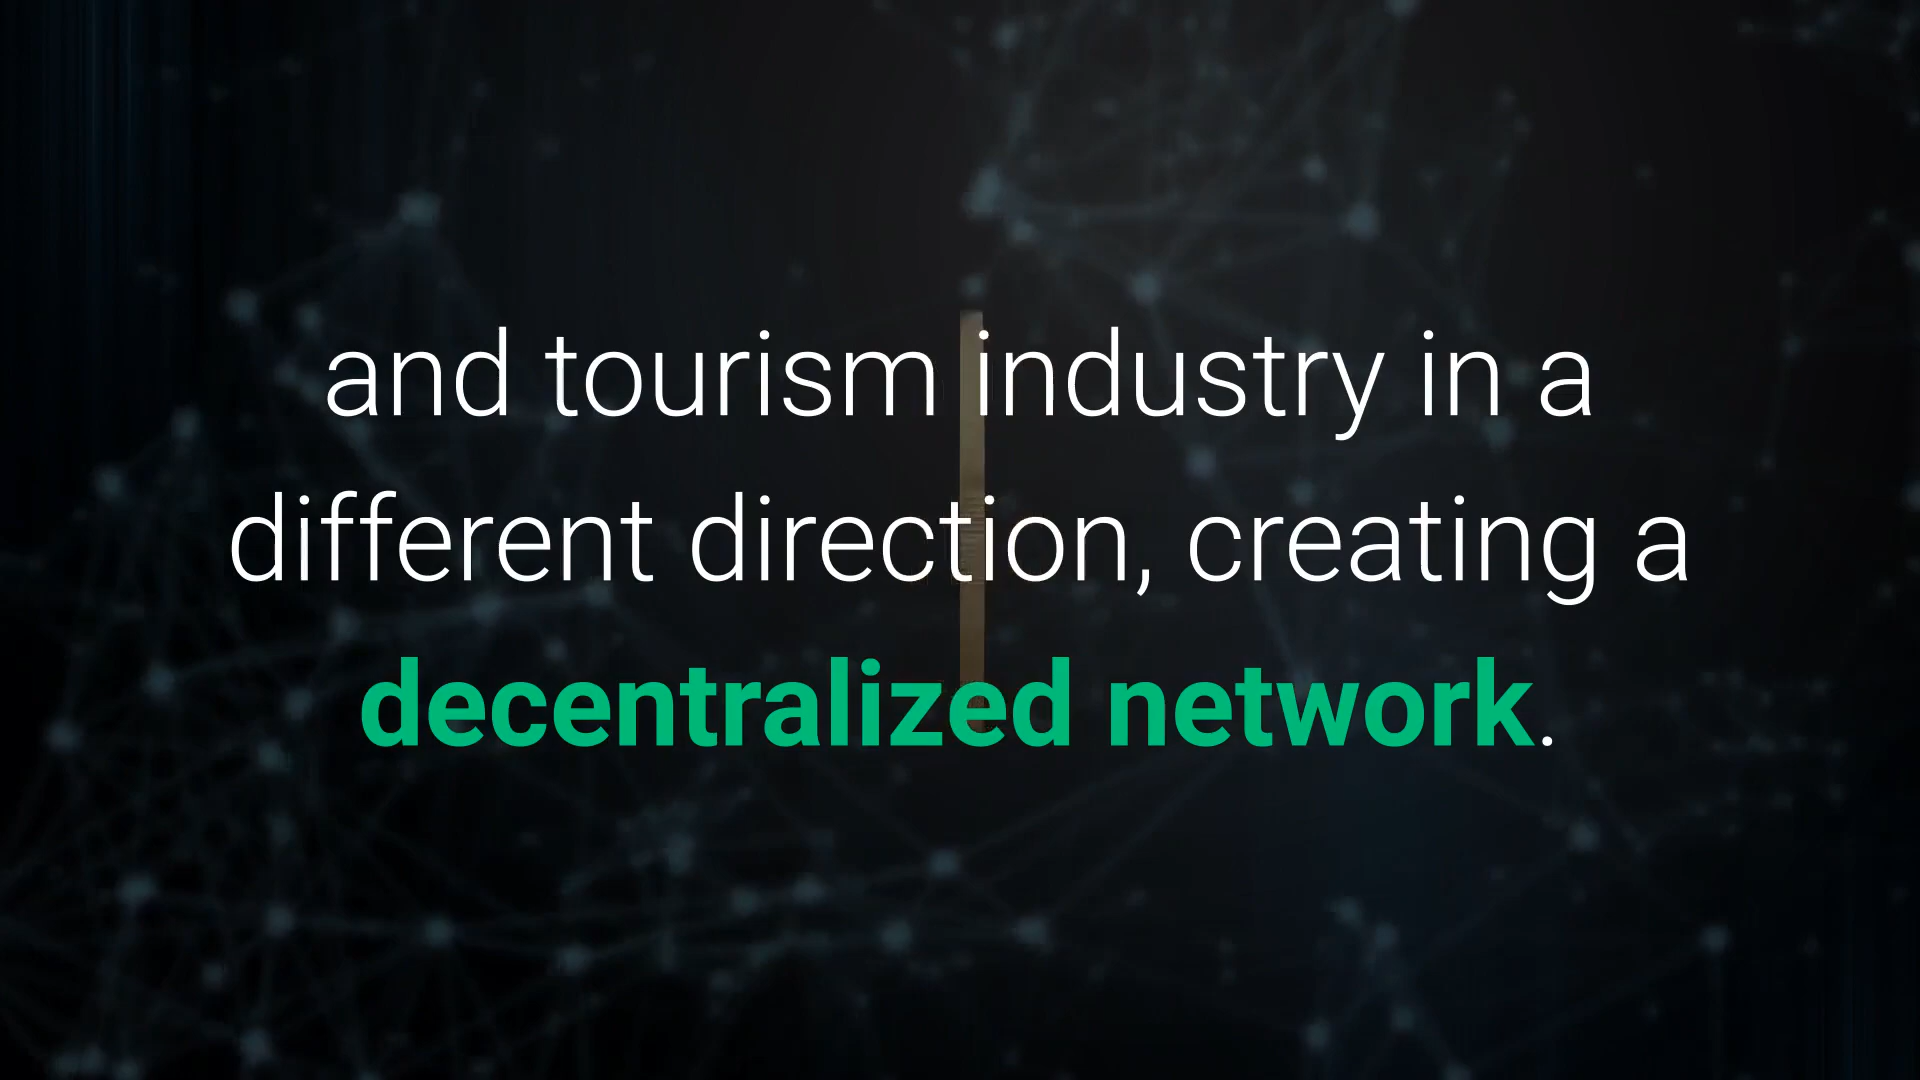 and tourism industry in a
different direction, creating a
decentralized network.